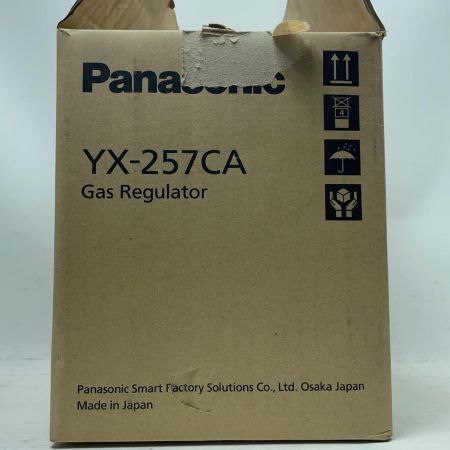 Panasonic
4
YX-257CA
Gas Regulator
Panasonic Smart Factory Solutions Co., Ltd. Osaka Japan
Made in Japan